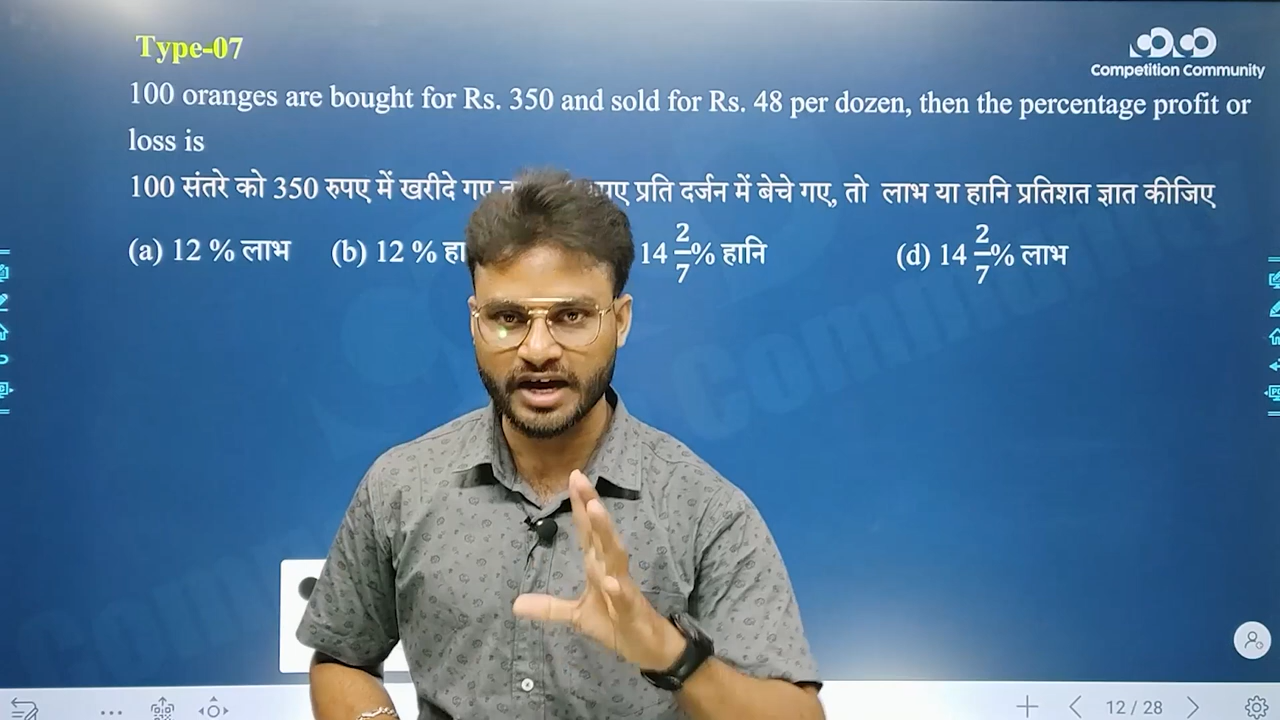 Type-07
Competition Community
100 oranges are bought for Rs. 350 and sold for Rs. 48 per dozen, then the percentage profit or
loss is
100 संतरे को 350 रुपए में खरीदे प्रति दर्जन में बेचे गए, तो लाभ या हानि प्रतिशत ज्ञात कीजिए
(a) 12 % लाभ (b) 12 % 14 2/7% हानि (d) 14 2/7% लाभ
community
12 / 28